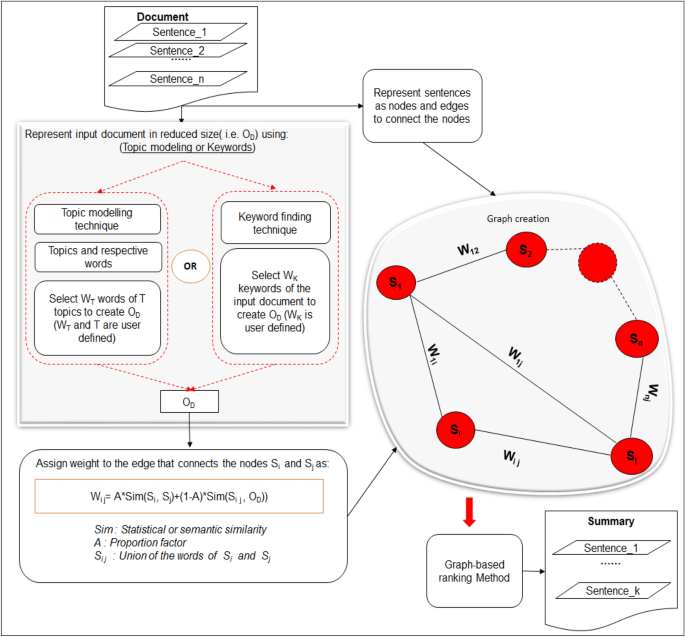 Document
Sentence_1
Sentence_2
......
Sentence_n
Represent sentences
as nodes and edges
to connect the nodes
Represent input document in reduced size( i.e. OD) using:
(Topic modeling or Keywords)
Topic modelling
technique
Topics and respective
words
Select WT words of T
topics to create OD
(WT and T are user
defined)
OR
Keyword finding
technique
Select WK
keywords of the
input document to
create OD (WK is
user defined)
OD
Assign weight to the edge that connects the nodes Si and Sj as:
Wij= A*Sim(Si, Sj)+(1-A)*Sim(Si j , OD))
Sim : Statistical or semantic similarity
A : Proportion factor
Si j : Union of the words of Si and Sj
Graph creation
S1
W12
S2
Sn
W1i
W1j
Wnj
Si
Wi j
Sj
Graph-based
ranking Method
Summary
Sentence_1
......
Sentence_k